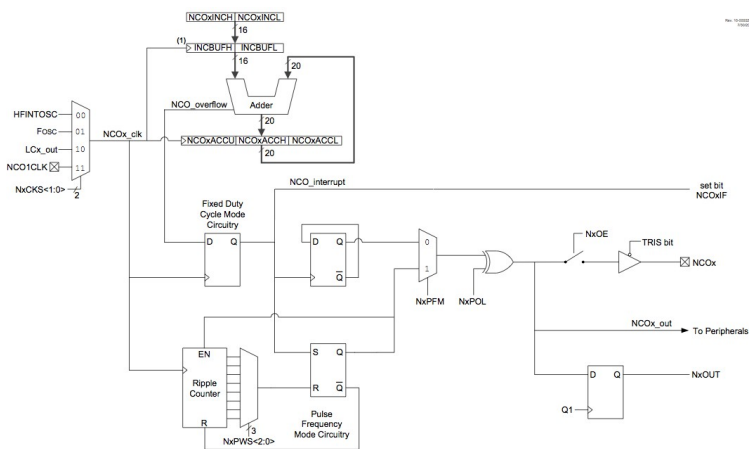 NCOxINCH NCOxINCL
16
(1)
INCBUFH INCBUFL
16
20
NCO_overflow
Adder
20
HFINTOSC
00
FOSC
01
NCOx_clk
LCx_out
10
NCOxACCU NCOxACCH NCOxACCL
NCO1CLK
11
20
NxCKS<1:0>
2
NCO_interrupt
set bit
NCOxIF
Fixed Duty
Cycle Mode
Circuitry
D Q
D Q
Q
0
1
NxPFM
NxPOL
NxOE
TRIS bit
NCOx
NCOx_out
To Peripherals
EN
S Q
R Q
Ripple
Counter
R
3
NxPWS<2:0>
Pulse
Frequency
Mode Circuitry
D Q
NxOUT
Q1